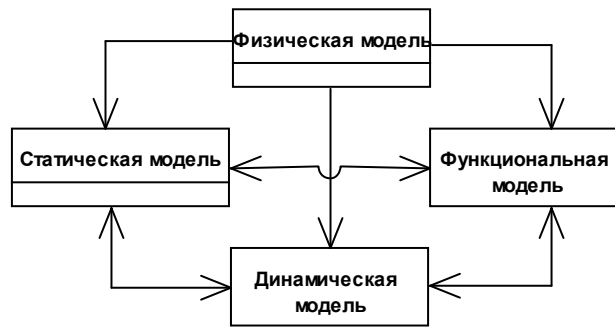 Физическая модель
Статическая модель
Функциональная
модель
Динамическая
модель